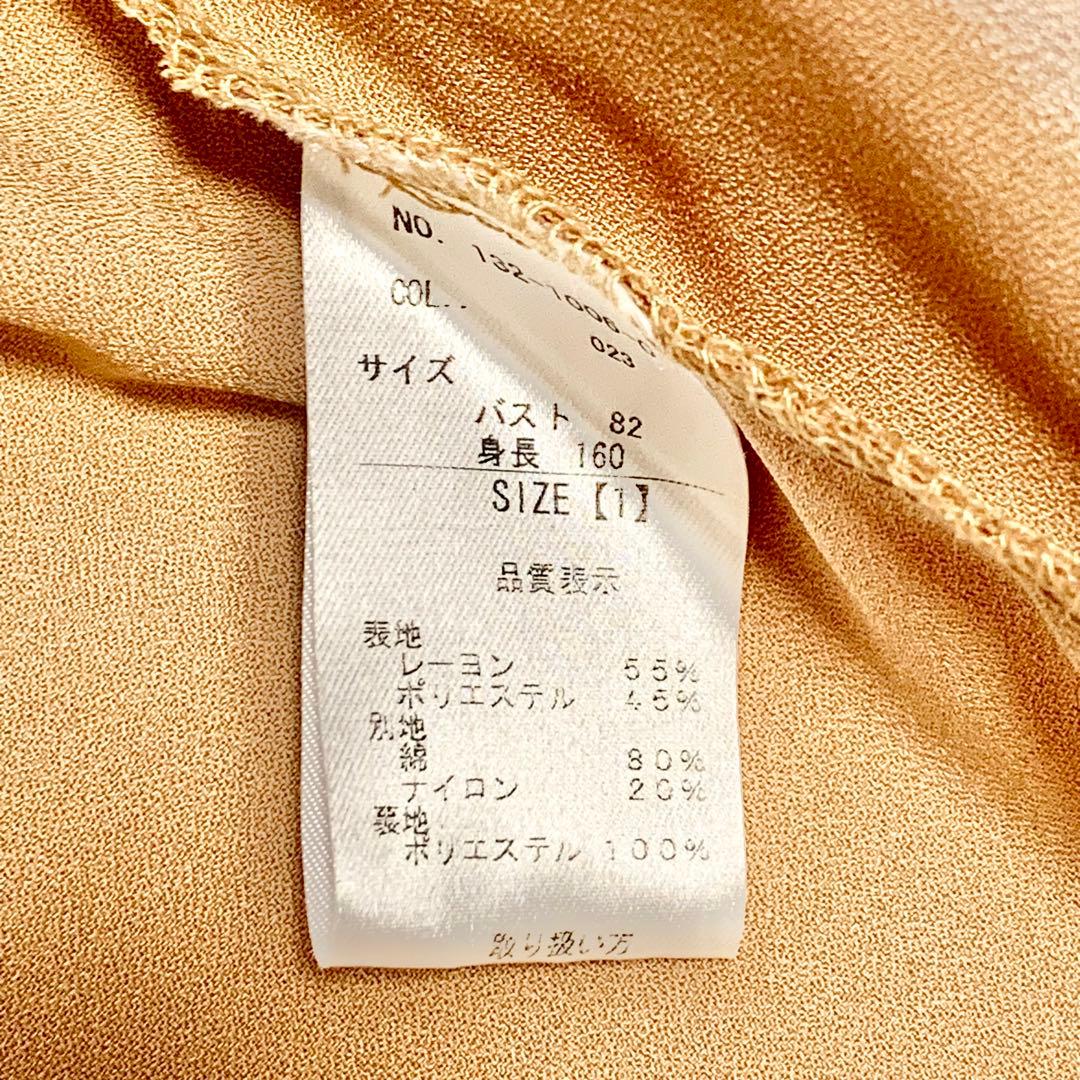 NO. 132-1006-
COL.. 023
サイズ
バスト 82
身長 160
SIZE【1】
品質表示
表地
レーヨン 55%
ポリエステル 45%
別地
綿 80%
ナイロン 20%
裏地
ポリエステル 100%
取り扱い方